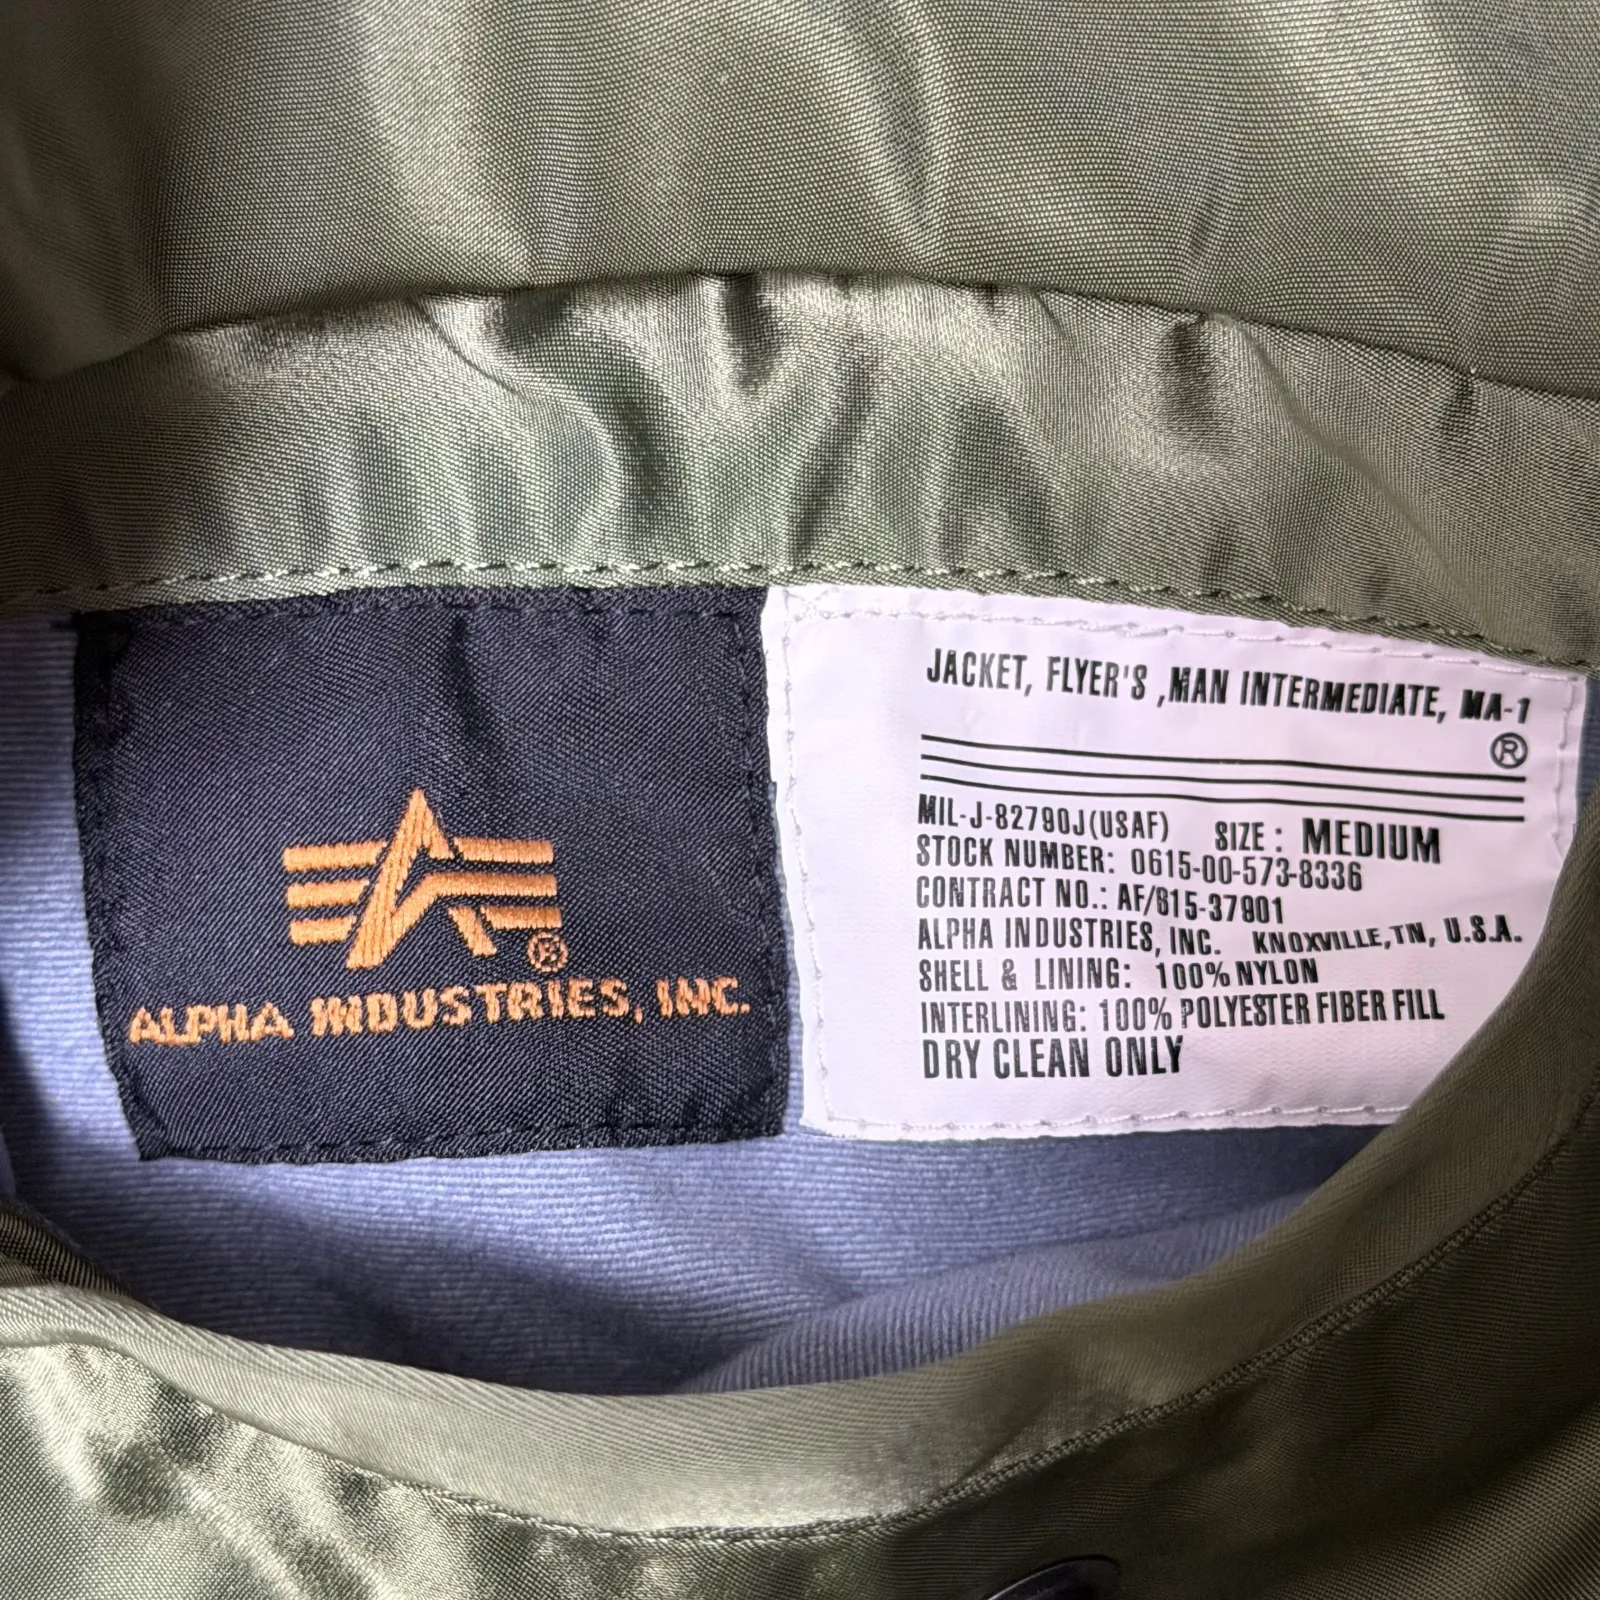 ALPHA INDUSTRIES, INC.
®
JACKET, FLYER'S ,MAN INTERMEDIATE, MA-1
®
MIL-J-82790J(USAF) SIZE : MEDIUM
STOCK NUMBER: 0615-00-573-8336
CONTRACT NO.: AF/615-37901
ALPHA INDUSTRIES, INC. KNOXVILLE,TN, U.S.A.
SHELL & LINING: 100% NYLON
INTERLINING: 100% POLYESTER FIBER FILL
DRY CLEAN ONLY